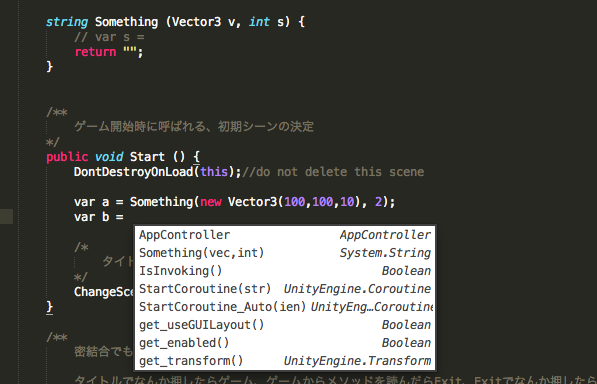 string Something (Vector3 v, int s) {
// var s =
return "";
}
/**
ゲーム開始時に呼ばれる、初期シーンの決定
*/
public void Start () {
DontDestroyOnLoad(this);//do not delete this scene
var a = Something(new Vector3(100,100,10), 2);
var b =
AppController AppController
Something(vec,int) System.String
IsInvoking() Boolean
StartCoroutine(str) UnityEngine.Coroutine
StartCoroutine_Auto(ien) UnityEng…Coroutine
get_useGUILayout() Boolean
get_enabled() Boolean
get_transform() UnityEngine.Transform
/*
タイト
*/
ChangeSce
}
/**
密結合でも
タイトルでなんか押したらゲーム、ゲームからメソッドを読んだらExit、Exitでなんか押したら